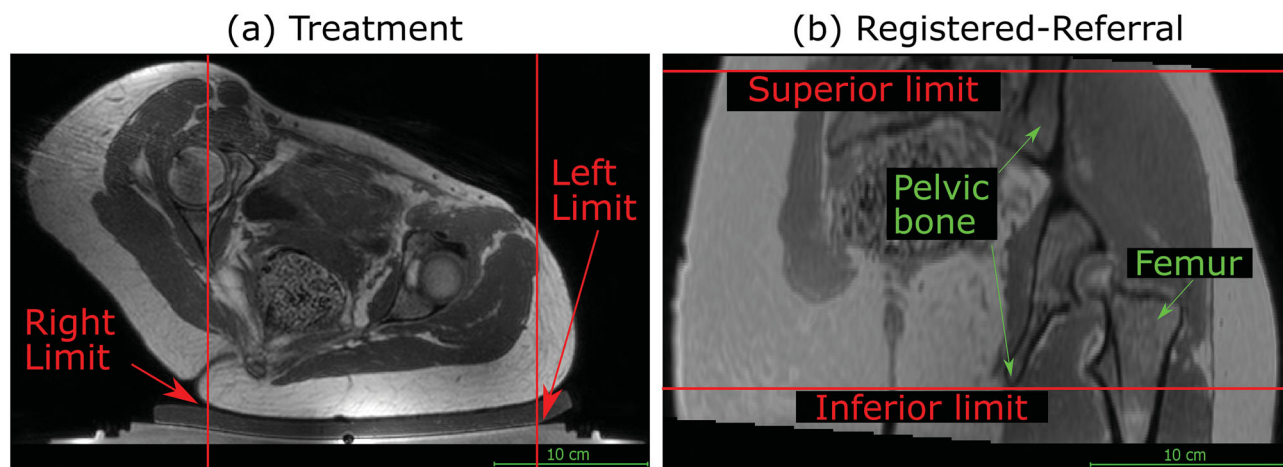 (a) Treatment
(b) Registered-Referral
Left
Limit
Right
Limit
10 cm
Superior limit
Pelvic
bone
Femur
Inferior limit
10 cm